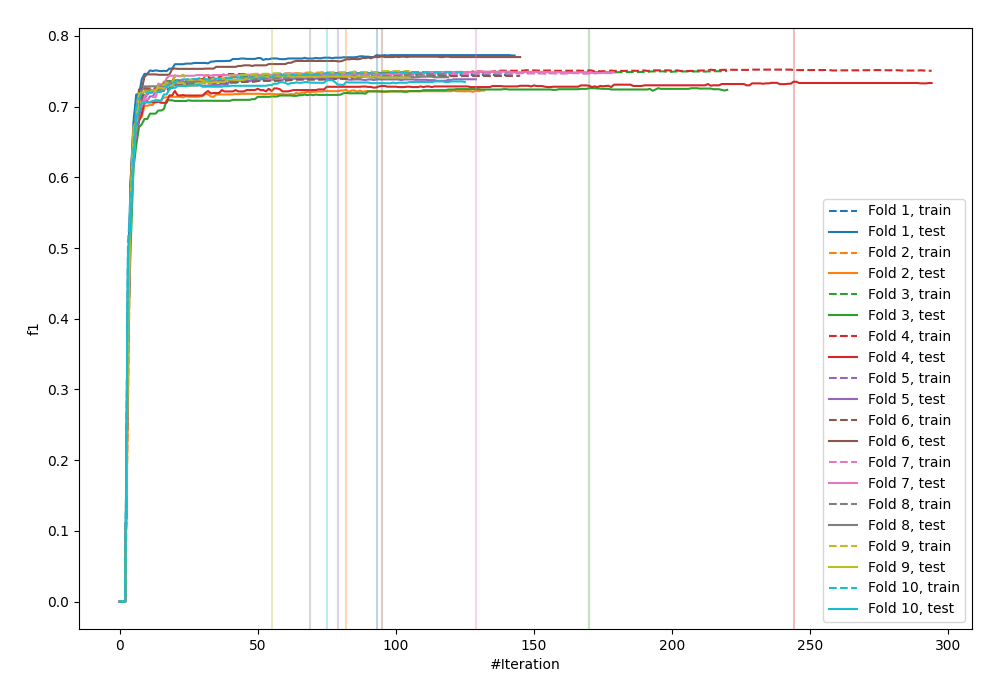 0.8
0.7
0.6
0.5
0.4
0.3
0.2
0.1
0.0
f1
0
50
100
150
200
250
300
#Iteration
Fold 1, train
Fold 1, test
Fold 2, train
Fold 2, test
Fold 3, train
Fold 3, test
Fold 4, train
Fold 4, test
Fold 5, train
Fold 5, test
Fold 6, train
Fold 6, test
Fold 7, train
Fold 7, test
Fold 8, train
Fold 8, test
Fold 9, train
Fold 9, test
Fold 10, train
Fold 10, test